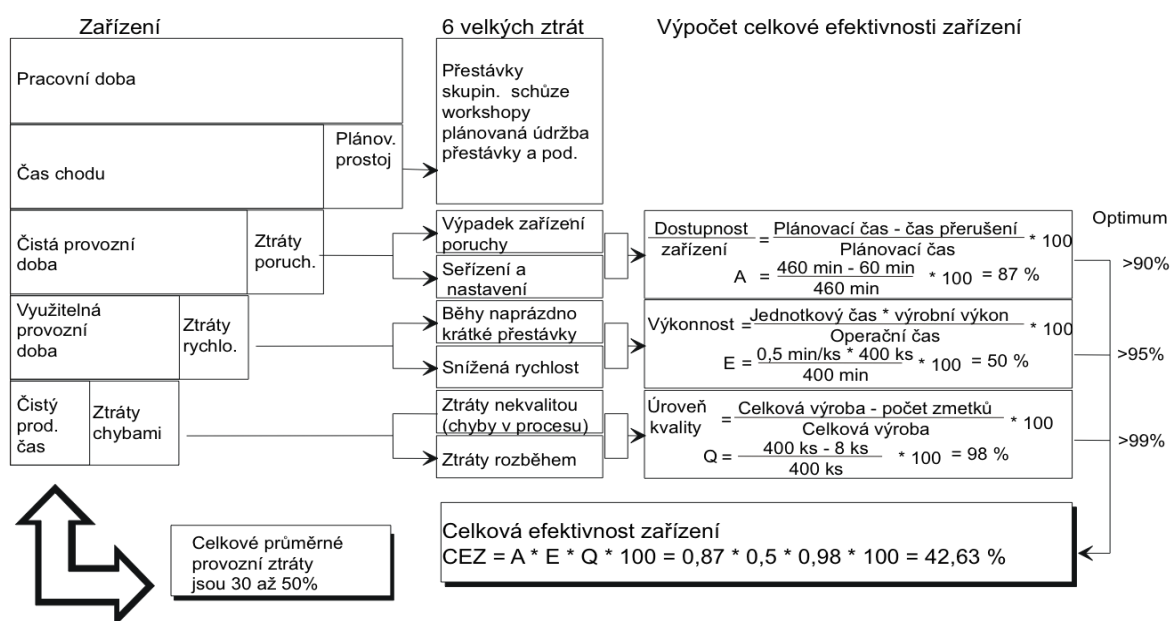 Zařízení
6 velkých ztrát
Výpočet celkové efektivnosti zařízení
Pracovní doba
Přestávky
skupin. schůze
workshopy
plánovaná údržba
přestávky a pod.
Čas chodu
Plánov.
prostoj
Čistá provozní
doba
Ztráty
poruch.
Výpadek zařízení
poruchy
Seřízení a
nastavení
Dostupnost
zařízení
= Plánovací čas - čas přerušení * 100
Plánovací čas
A = 460 min - 60 min * 100 = 87 %
460 min
Optimum
>90%
Využitelná
provozní
doba
Ztráty
rychlo.
Běhy naprázdno
krátké přestávky
Snížená rychlost
Výkonnost = Jednotkový čas * výrobní výkon * 100
Operační čas
E = 0,5 min/ks * 400 ks * 100 = 50 %
400 min
>95%
Čistý
prod.
čas
Ztráty
chybami
Ztráty nekvalitou
(chyby v procesu)
Ztráty rozběhem
Úroveň
kvality
= Celková výroba - počet zmetků * 100
Celková výroba
Q = 400 ks - 8 ks * 100 = 98 %
400 ks
>99%
Celkové průměrné
provozní ztráty
jsou 30 až 50%
Celková efektivnost zařízení
CEZ = A * E * Q * 100 = 0,87 * 0,5 * 0,98 * 100 = 42,63 %